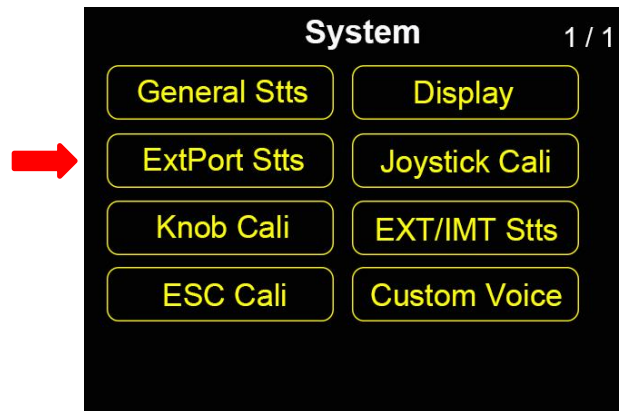 System
1 / 1
General Stts
Display
ExtPort Stts
Joystick Cali
Knob Cali
EXT/IMT Stts
ESC Cali
Custom Voice